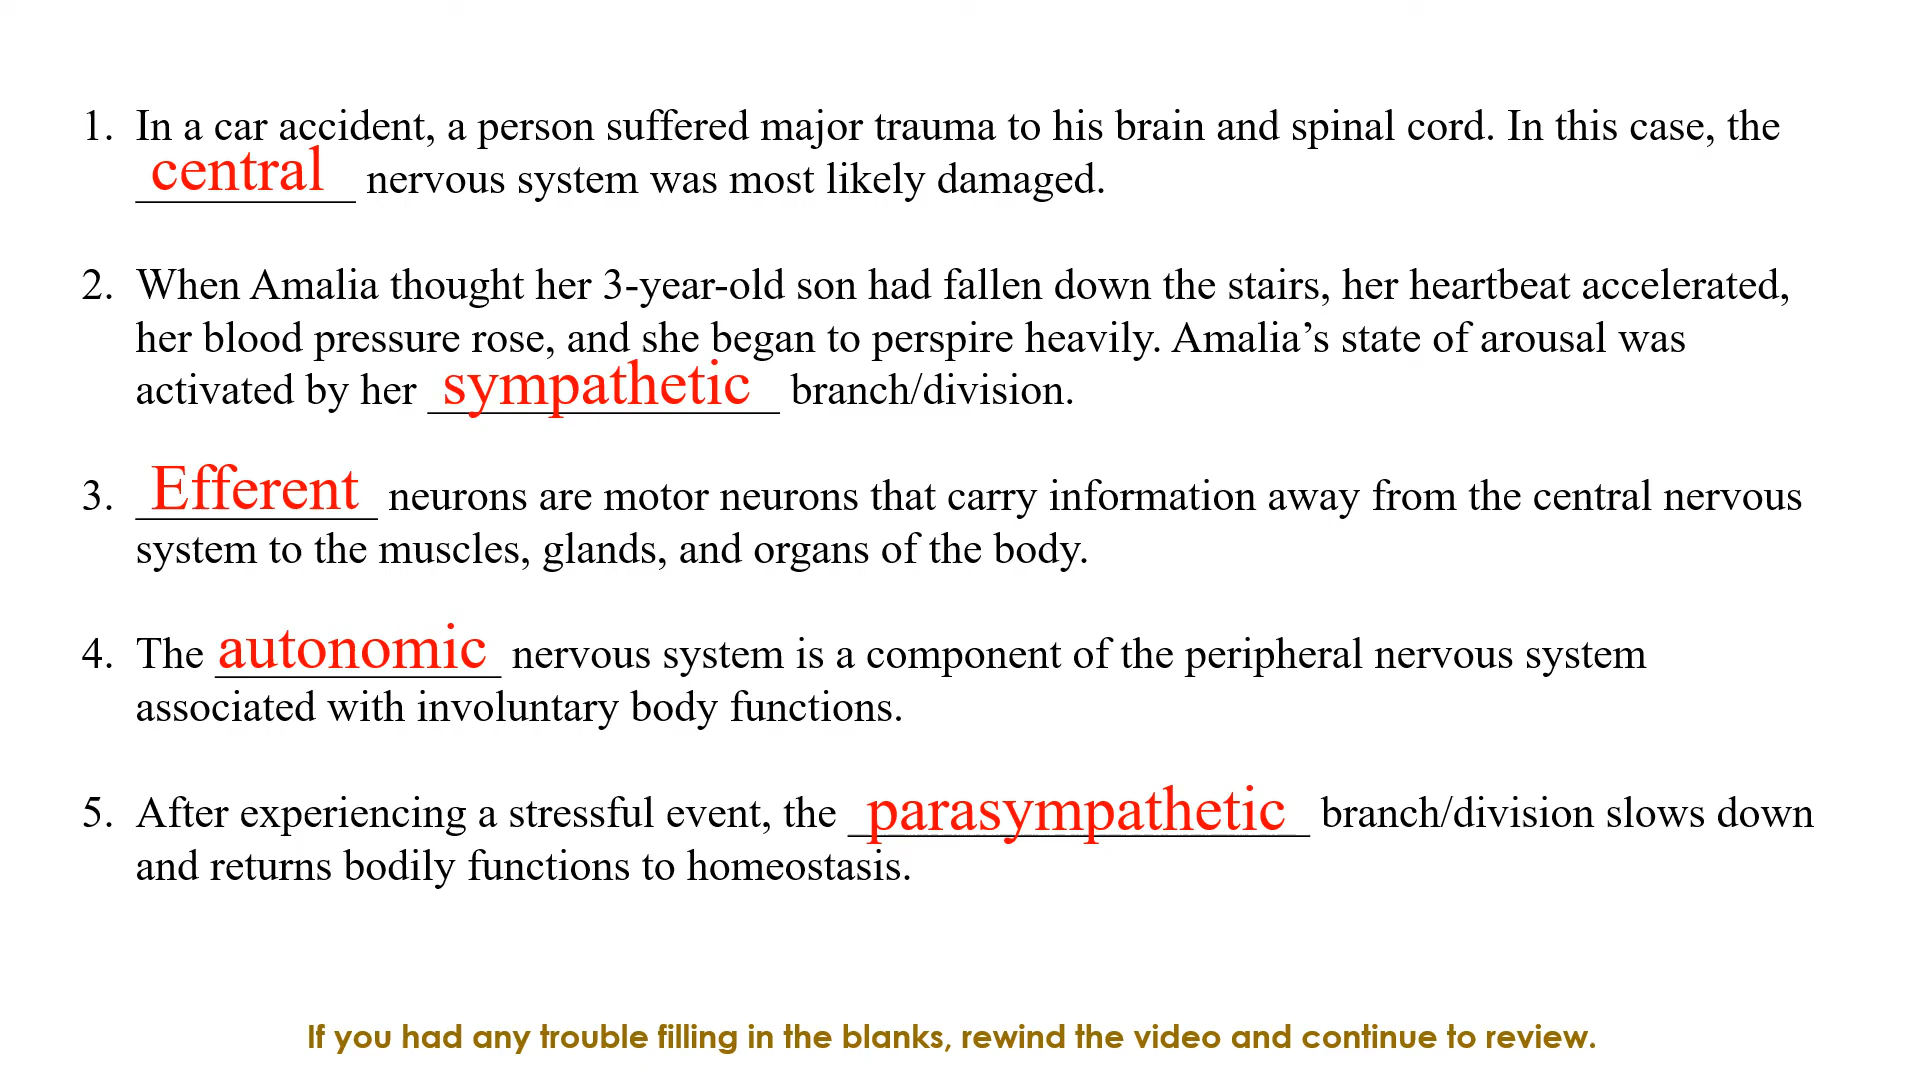 1. In a car accident, a person suffered major trauma to his brain and spinal cord. In this case, the
central nervous system was most likely damaged.
2. When Amalia thought her 3-year-old son had fallen down the stairs, her heartbeat accelerated,
her blood pressure rose, and she began to perspire heavily. Amalia’s state of arousal was
activated by her sympathetic branch/division.
3. Efferent neurons are motor neurons that carry information away from the central nervous
system to the muscles, glands, and organs of the body.
4. The autonomic nervous system is a component of the peripheral nervous system
associated with involuntary body functions.
5. After experiencing a stressful event, the parasympathetic branch/division slows down
and returns bodily functions to homeostasis.
If you had any trouble filling in the blanks, rewind the video and continue to review.